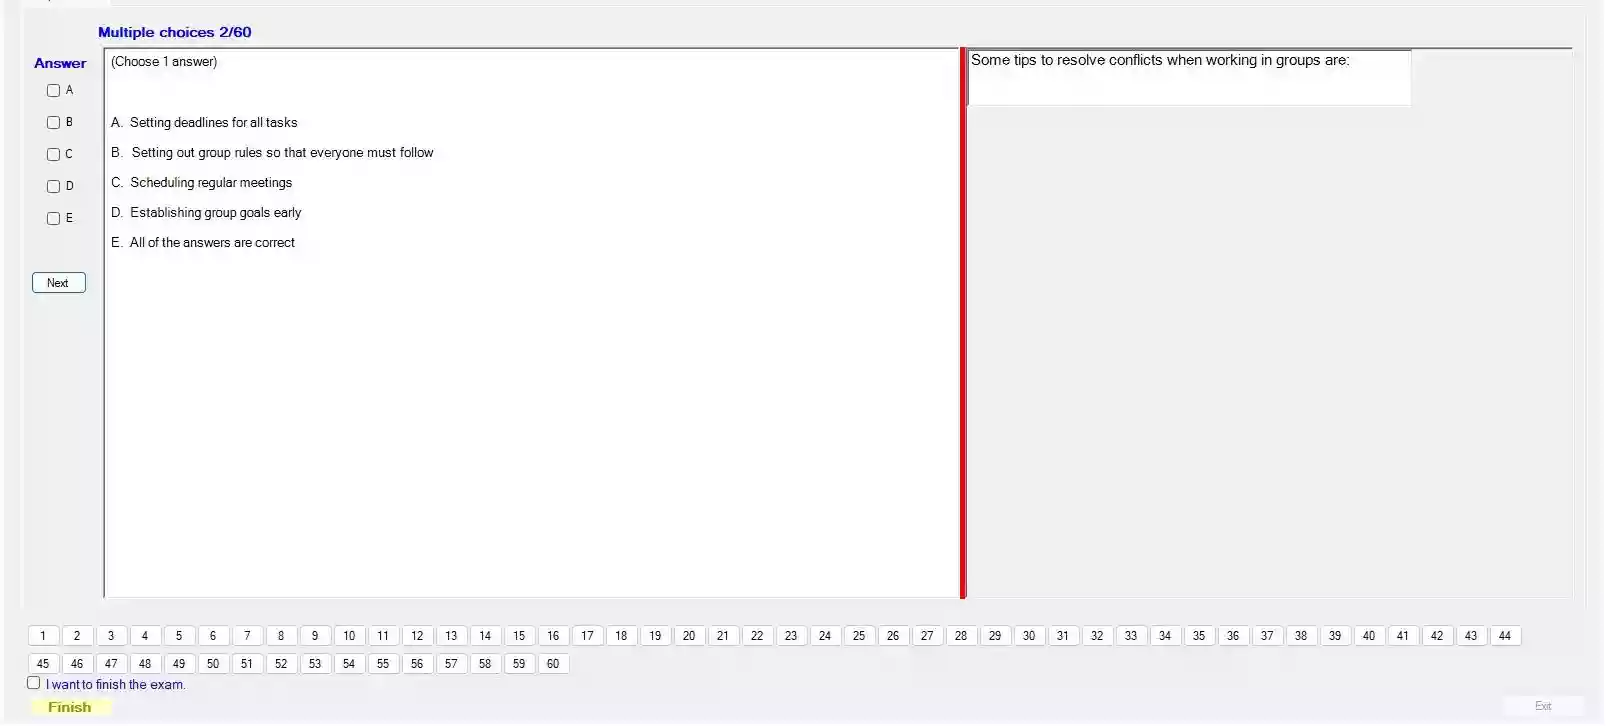 Multiple choices 2/60
Answer
(Choose 1 answer)
Some tips to resolve conflicts when working in groups are:
A
B
C
D
E
A. Setting deadlines for all tasks
B. Setting out group rules so that everyone must follow
C. Scheduling regular meetings
D. Establishing group goals early
E. All of the answers are correct
Next
1 2 3 4 5 6 7 8 9 10 11 12 13 14 15 16 17 18 19 20 21 22 23 24 25 26 27 28 29 30 31 32 33 34 35 36 37 38 39 40 41 42 43 44
45 46 47 48 49 50 51 52 53 54 55 56 57 58 59 60
I want to finish the exam.
Finish
Exit